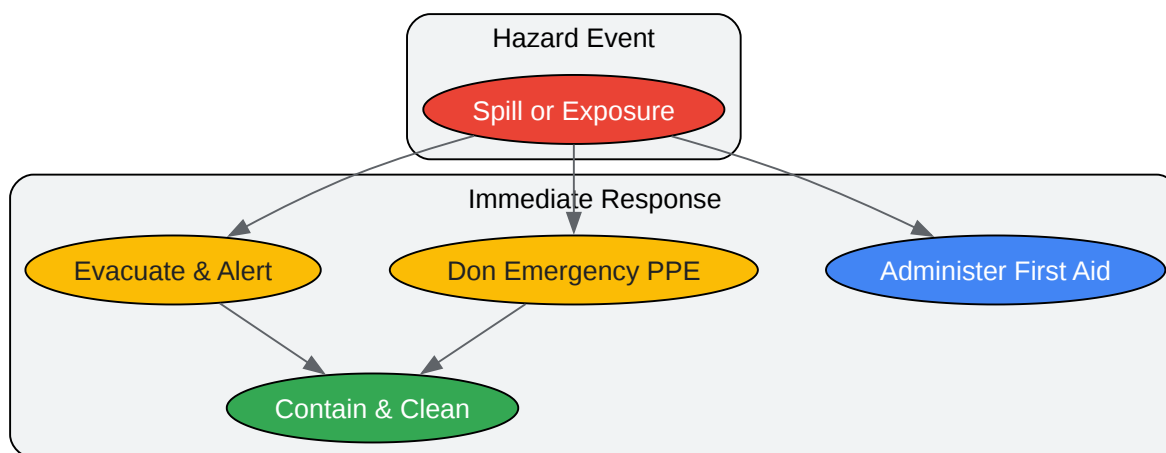 Hazard Event
Spill or Exposure
Immediate Response
Evacuate & Alert
Don Emergency PPE
Administer First Aid
Contain & Clean